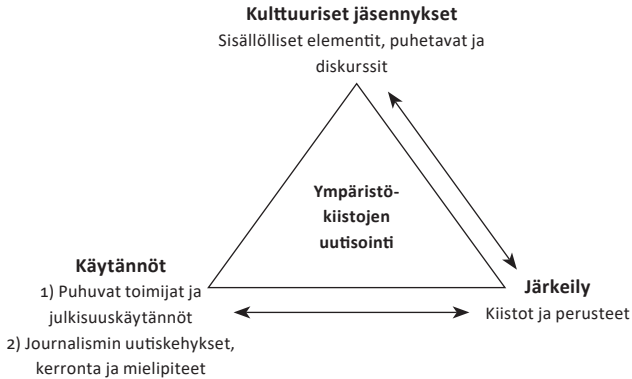 Kulttuuriset jäsennykset
Sisällölliset elementit, puhetavat ja
diskurssit
Ympäristö-
kiistojen
uutisointi
Käytännöt
1) Puhuvat toimijat ja
julkisuuskäytännöt
2) Journalismin uutiskehykset,
kerronta ja mielipiteet
Järkeily
Kiistot ja perusteet